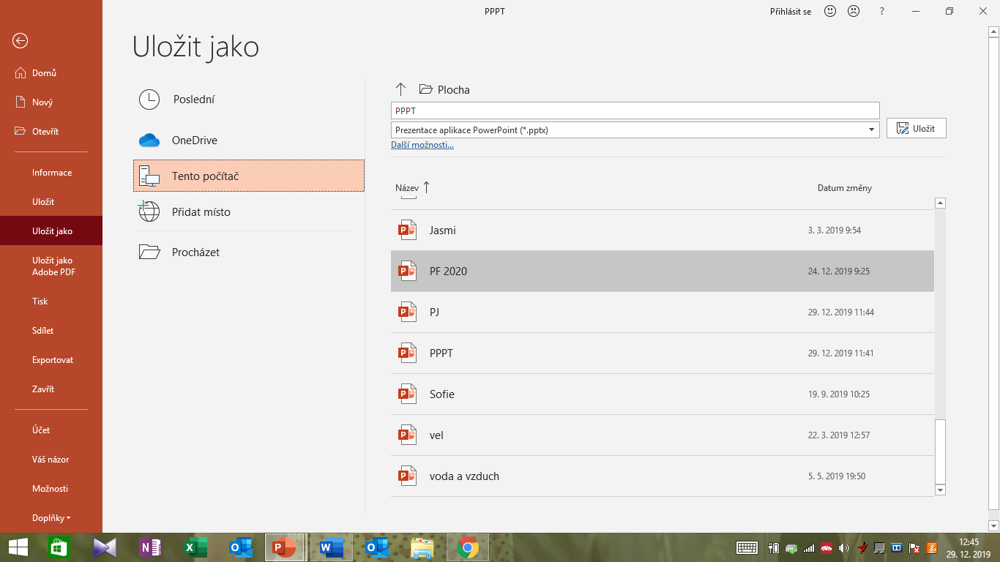 PPPT
Přihlásit se
?
Uložit jako
Domů
Nový
Otevřít
Informace
Uložit
Uložit jako
Uložit jako
Adobe PDF
Tisk
Sdílet
Exportovat
Zavřít
Účet
Váš názor
Možnosti
Doplňky
Poslední
OneDrive
Tento počítač
Přidat místo
Procházet
Plocha
PPPT
Prezentace aplikace PowerPoint (*.pptx)
Uložit
Další možnosti...
Název Datum změny
Jasmi 3. 3. 2019 9:54
PF 2020 24. 12. 2019 9:25
PJ 29. 12. 2019 11:44
PPPT 29. 12. 2019 11:41
Sofie 19. 9. 2019 10:25
vel 22. 3. 2019 12:57
voda a vzduch 5. 5. 2019 19:50
12:45
29. 12. 2019